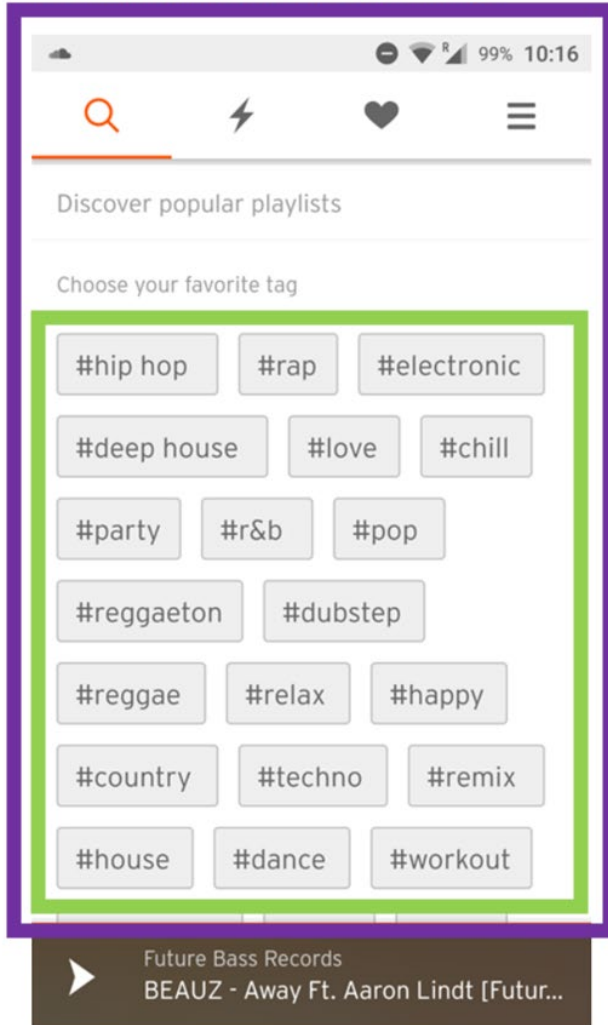 R 99% 10:16
Discover popular playlists
Choose your favorite tag
#hip hop #rap #electronic
#deep house #love #chill
#party #r&b #pop
#reggaeton #dubstep
#reggae #relax #happy
#country #techno #remix
#house #dance #workout
Future Bass Records
BEAUZ - Away Ft. Aaron Lindt [Futur...